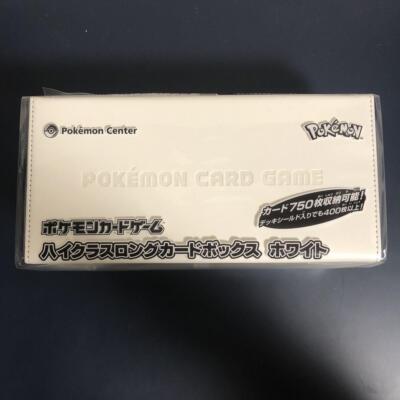 Pokémon Center
POKÉMON
POKÉMON CARD GAME
カード750枚収納可能!
デッキシールド入りでも400枚以上!
ポケモンカードゲーム
ハイクラスロングカードボックス ホワイト